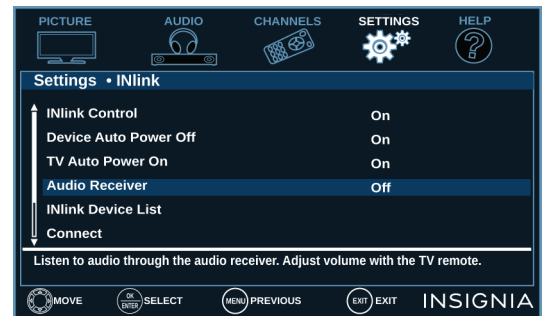 PICTURE AUDIO CHANNELS SETTINGS HELP
Settings • INlink
INlink Control On
Device Auto Power Off On
TV Auto Power On On
Audio Receiver Off
INlink Device List
Connect
Listen to audio through the audio receiver. Adjust volume with the TV remote.
MOVE OK ENTER SELECT MENU PREVIOUS EXIT EXIT INSIGNIA